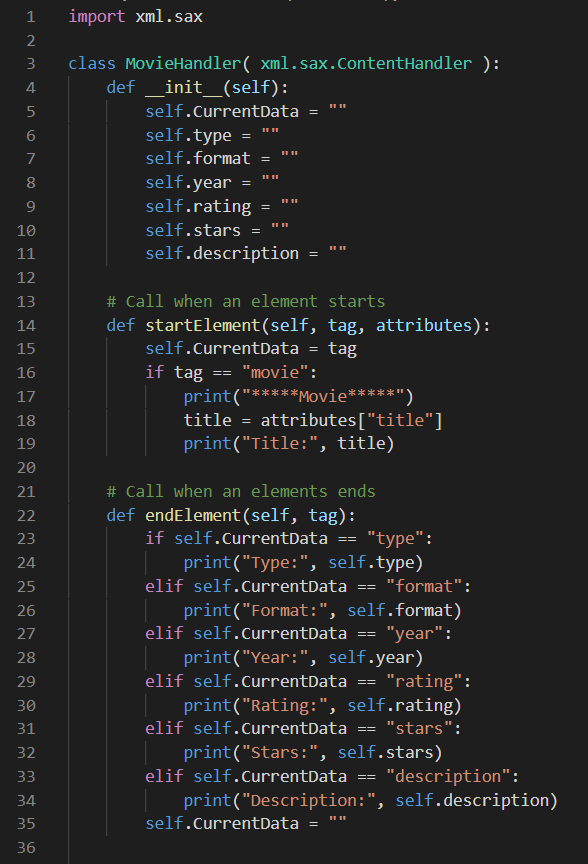 1 import xml.sax
2
3 class MovieHandler( xml.sax.ContentHandler ):
4     def __init__(self):
5         self.CurrentData = ""
6         self.type = ""
7         self.format = ""
8         self.year = ""
9         self.rating = ""
10         self.stars = ""
11         self.description = ""
12
13     # Call when an element starts
14     def startElement(self, tag, attributes):
15         self.CurrentData = tag
16         if tag == "movie":
17             print("*****Movie*****")
18             title = attributes["title"]
19             print("Title:", title)
20
21     # Call when an elements ends
22     def endElement(self, tag):
23         if self.CurrentData == "type":
24             print("Type:", self.type)
25         elif self.CurrentData == "format":
26             print("Format:", self.format)
27         elif self.CurrentData == "year":
28             print("Year:", self.year)
29         elif self.CurrentData == "rating":
30             print("Rating:", self.rating)
31         elif self.CurrentData == "stars":
32             print("Stars:", self.stars)
33         elif self.CurrentData == "description":
34             print("Description:", self.description)
35         self.CurrentData = ""
36